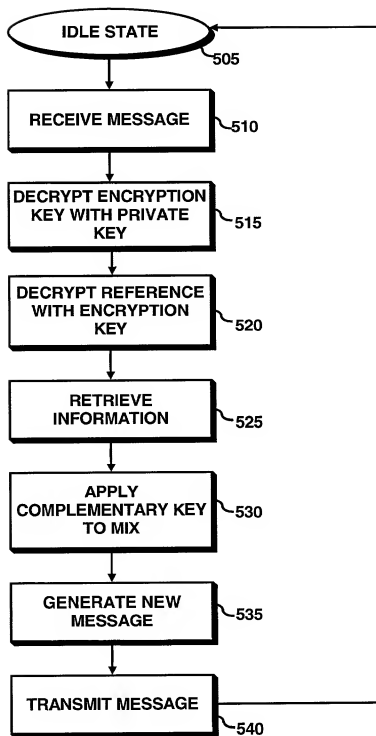 IDLE STATE
505
RECEIVE MESSAGE
510
DECRYPT ENCRYPTION
KEY WITH PRIVATE
KEY
515
DECRYPT REFERENCE
WITH ENCRYPTION
KEY
520
RETRIEVE
INFORMATION
525
APPLY
COMPLEMENTARY KEY
TO MIX
530
GENERATE NEW
MESSAGE
535
TRANSMIT MESSAGE
540